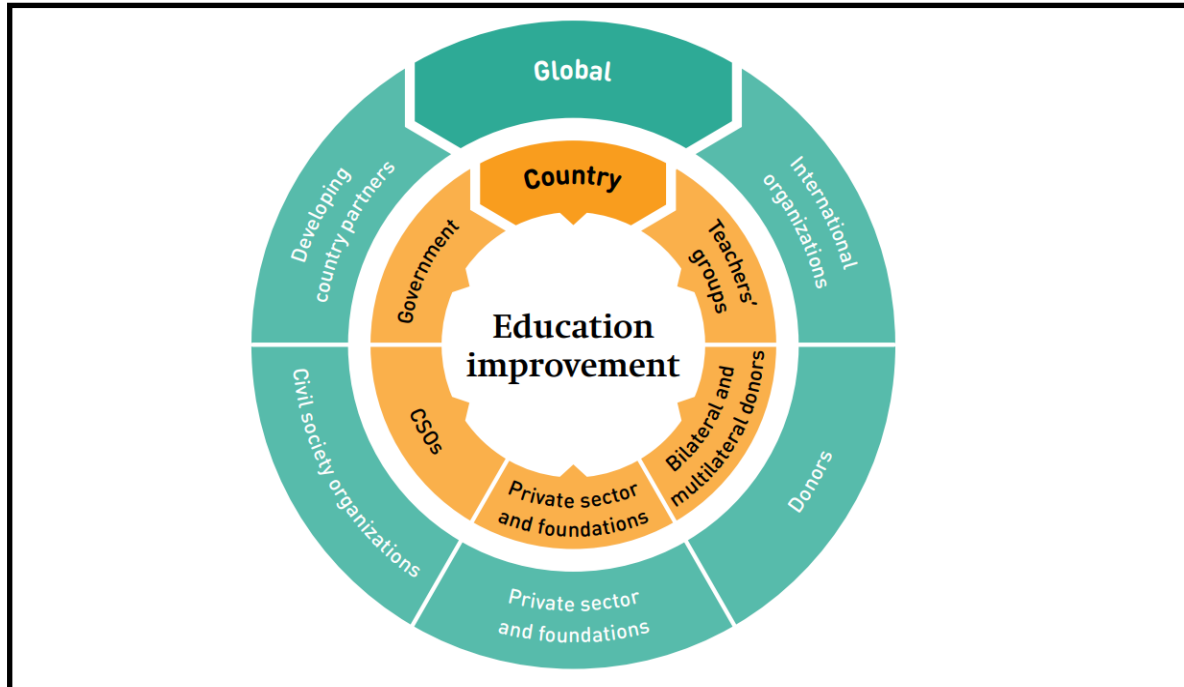 Global
International
organizations
Donors
Private sector
and foundations
Civil society organizations
Developing
country partners
Country
Teachers'
groups
Bilateral and
multilateral donors
Private sector
and foundations
CSOs
Government
Education
improvement